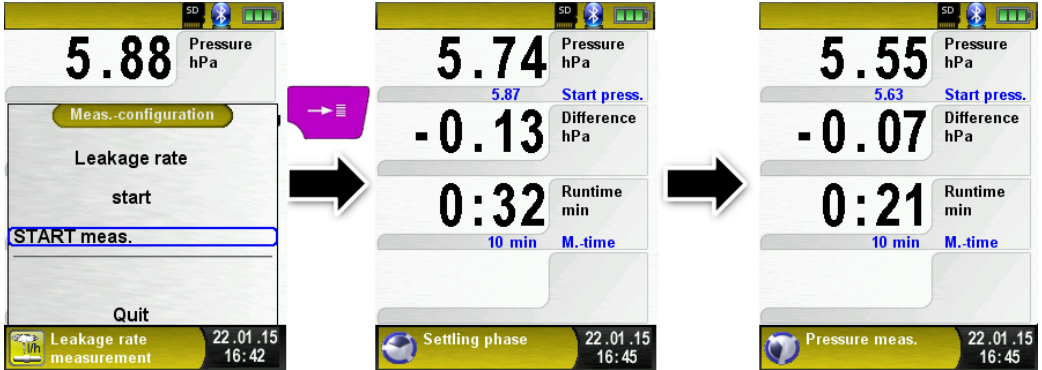 SD
5.88 Pressure
hPa
Meas.-configuration
Leakage rate
start
START meas.
Quit
l/h
Leakage rate
measurement
22.01.15
16:42
SD
5.74 Pressure
hPa
5.87 Start press.
-0.13 Difference
hPa
0:32 Runtime
min
10 min M.-time
Settling phase
22.01.15
16:45
SD
5.55 Pressure
hPa
5.63 Start press.
-0.07 Difference
hPa
0:21 Runtime
min
10 min M.-time
Pressure meas.
22.01.15
16:45